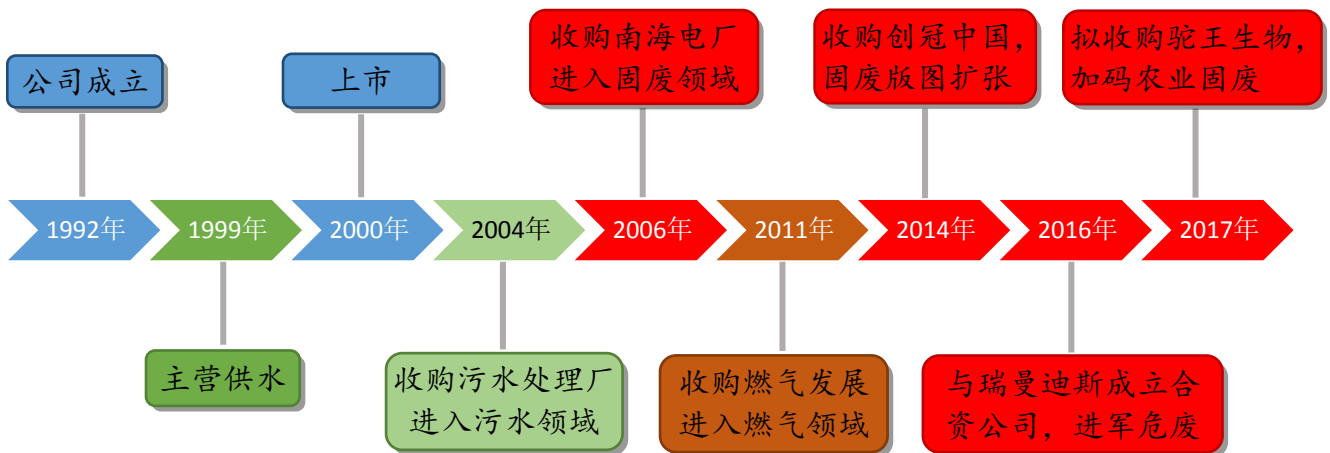 收购南海电厂
进入固废领域
收购创冠中国,
固废版图扩张
拟收购驼王生物,
加码农业固废
公司成立
上市
1992年
1999年
2000年
2004年
2006年
2011年
2014年
2016年
2017年
主营供水
收购污水处理厂
进入污水领域
收购燃气发展
进入燃气领域
与瑞曼迪斯成立合
资公司，进军危废